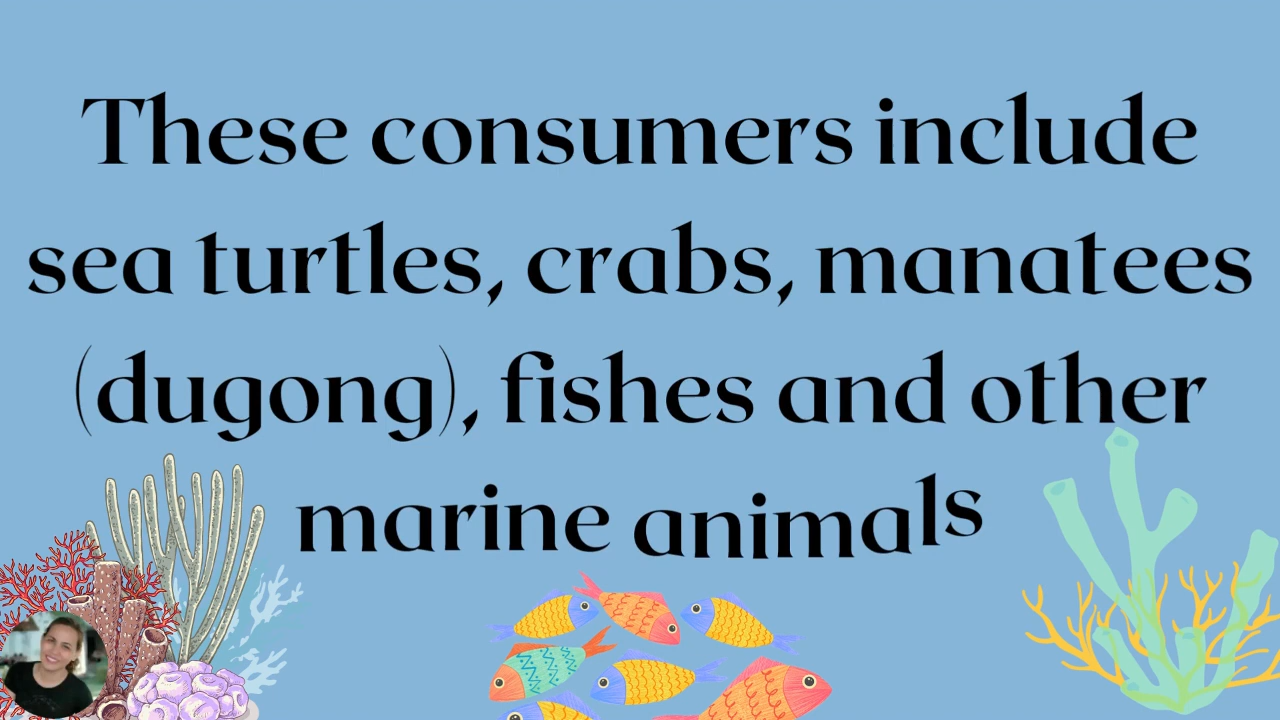 These consumers include
sea turtles, crabs, manatees
(dugong), fishes and other
marine animals